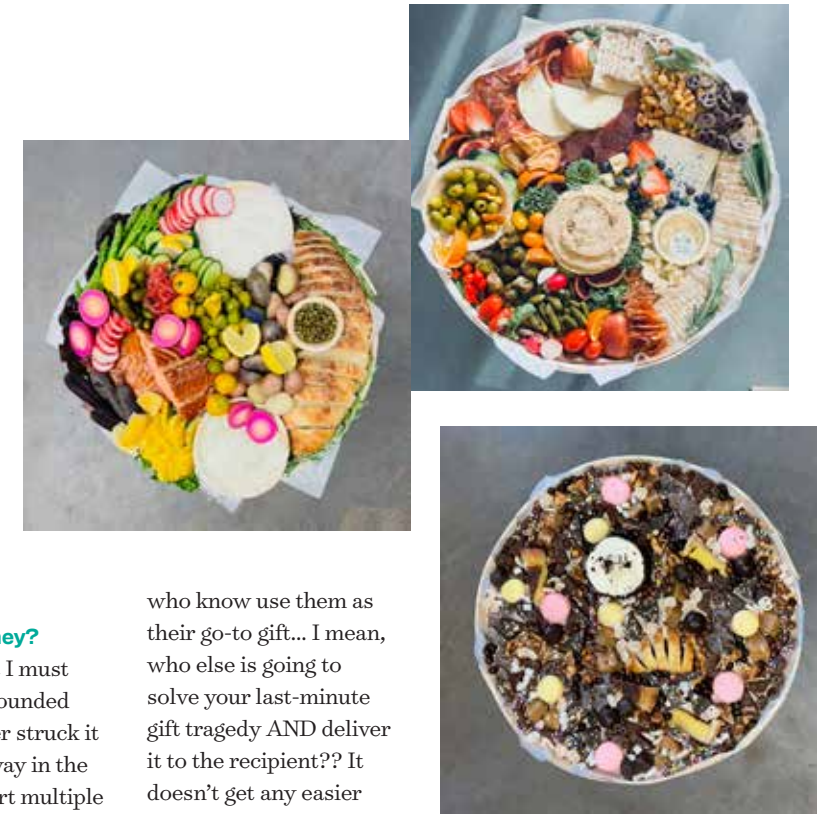 ey?
I must
ounded
er struck it
ay in the
rt multiple
who know use them as
their go-to gift... I mean,
who else is going to
solve your last-minute
gift tragedy AND deliver
it to the recipient?? It
doesn't get any easier